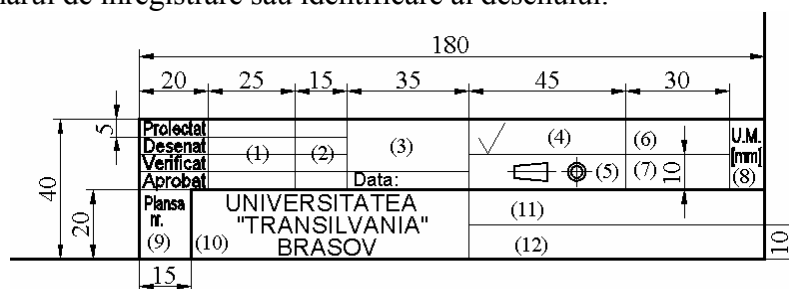 180
20 25 15 35 45 30
5 Proiectat (4) (6) U.M.
Desenat (1) (2) (3) [mm]
Verificat (5) (7) 10 (8)
Aprobat Data:
40
20 Plansa UNIVERSITATEA (11)
nr. "TRANSILVANIA"
(9) (10) BRASOV (12) 10
15